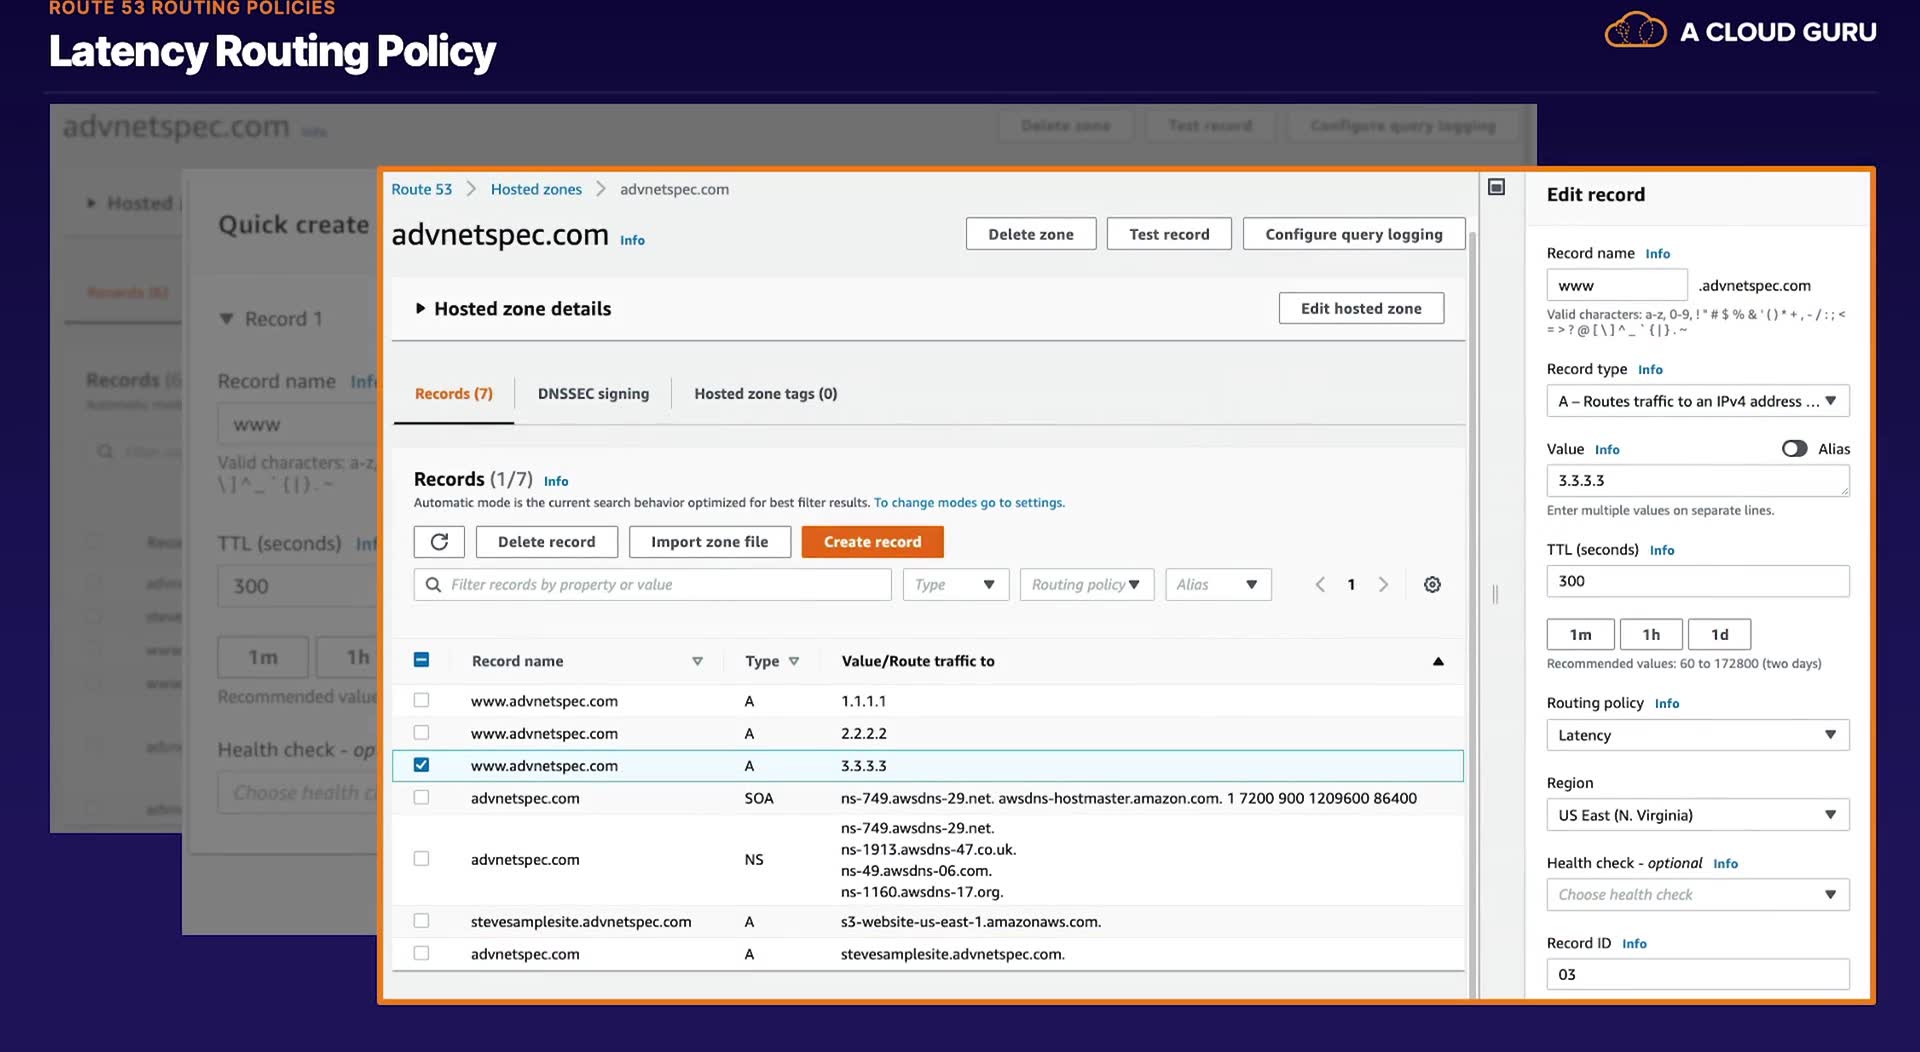 ROUTE 53 ROUTING POLICIES
Latency Routing Policy
A CLOUD GURU
advnetspec.com Info
Delete zone
Test record
Configure query logging
Hosted
Quick create
Record 1
Records (6)
Record name Info
www
Valid characters: a-z,
\ ] ^ _ ` { | } . ~
TTL (seconds) Inf
300
1m
1h
Recommended value
Health check - op
Choose health c
Route 53 > Hosted zones > advnetspec.com
advnetspec.com Info
Delete zone
Test record
Configure query logging
Hosted zone details
Edit hosted zone
Records (7)
DNSSEC signing
Hosted zone tags (0)
Records (1/7) Info
Automatic mode is the current search behavior optimized for best filter results. To change modes go to settings.
Delete record
Import zone file
Create record
Filter records by property or value
Type
Routing policy
Alias
1
Record name Type Value/Route traffic to
www.advnetspec.com A 1.1.1.1
www.advnetspec.com A 2.2.2.2
www.advnetspec.com A 3.3.3.3
advnetspec.com SOA ns-749.awsdns-29.net. awsdns-hostmaster.amazon.com. 1 7200 900 1209600 86400
advnetspec.com NS ns-749.awsdns-29.net.
ns-1913.awsdns-47.co.uk.
ns-49.awsdns-06.com.
ns-1160.awsdns-17.org.
stevesamplesite.advnetspec.com A s3-website-us-east-1.amazonaws.com.
advnetspec.com A stevesamplesite.advnetspec.com.
Edit record
Record name Info
www .advnetspec.com
Valid characters: a-z, 0-9, ! " # $ % & ' ( ) * + , - / : ; <
= > ? @ [ \ ] ^ _ ` { | } . ~
Record type Info
A – Routes traffic to an IPv4 address ...
Value Info Alias
3.3.3.3
Enter multiple values on separate lines.
TTL (seconds) Info
300
1m
1h
1d
Recommended values: 60 to 172800 (two days)
Routing policy Info
Latency
Region
US East (N. Virginia)
Health check - optional Info
Choose health check
Record ID Info
03